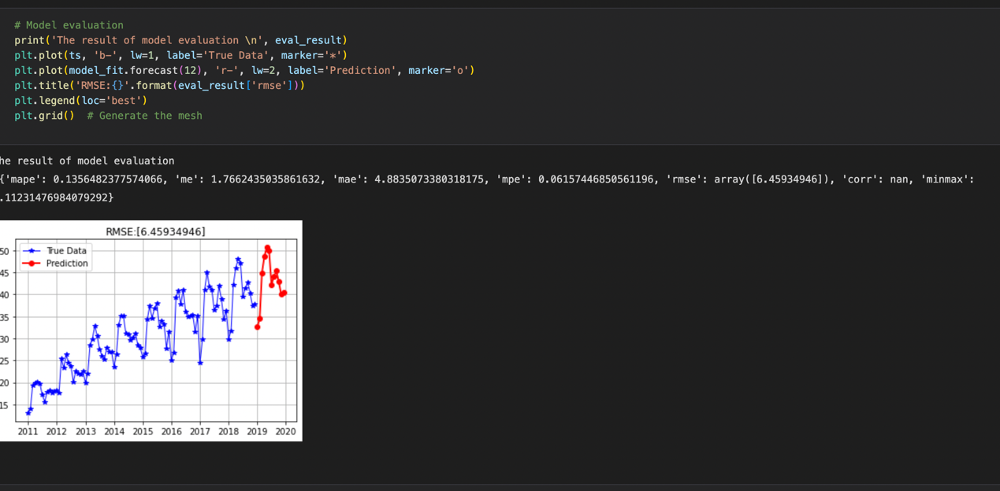 # Model evaluation
print('The result of model evaluation \n', eval_result)
plt.plot(ts, 'b-', lw=1, label='True Data', marker='*')
plt.plot(model_fit.forecast(12), 'r-', lw=2, label='Prediction', marker='o')
plt.title('RMSE:{}'.format(eval_result['rmse']))
plt.legend(loc='best')
plt.grid()  # Generate the mesh
he result of model evaluation
{'mape': 0.1356482377574066, 'me': 1.7662435035861632, 'mae': 4.8835073380318175, 'mpe': 0.06157446850561196, 'rmse': array([6.45934946]), 'corr': nan, 'minmax':
.11231476984079292}
RMSE:[6.45934946]
True Data
Prediction
50
45
40
35
30
25
20
15
2011 2012 2013 2014 2015 2016 2017 2018 2019 2020